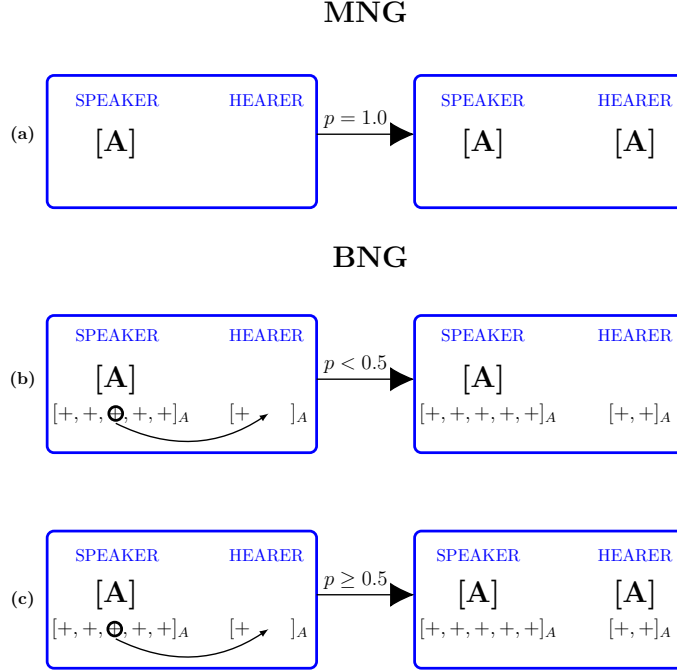 MNG
SPEAKER HEARER SPEAKER HEARER
(a) [A] p = 1.0 [A] [A]
BNG
SPEAKER HEARER SPEAKER HEARER
(b) [A] p < 0.5 [A]
[+, +, +, +, +]A [+ ]A [+, +, +, +, +]A [+, +]A
SPEAKER HEARER SPEAKER HEARER
(c) [A] p ≥ 0.5 [A] [A]
[+, +, +, +, +]A [+ ]A [+, +, +, +, +]A [+, +]A